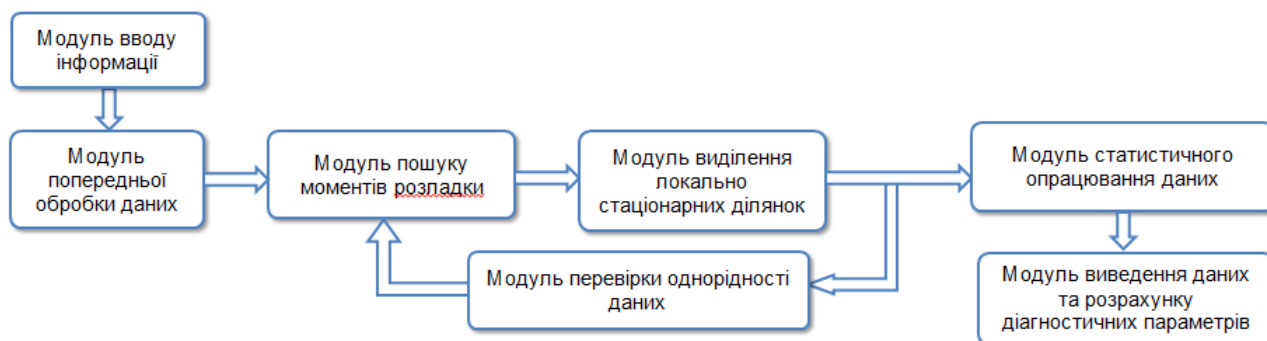 Модуль вводу
інформації
Модуль
попередньої
обробки даних
Модуль пошуку
моментів розладки
Модуль виділення
локально
стаціонарних ділянок
Модуль статистичного
опрацювання даних
Модуль перевірки однорідності
даних
Модуль виведення даних
та розрахунку
діагностичних параметрів